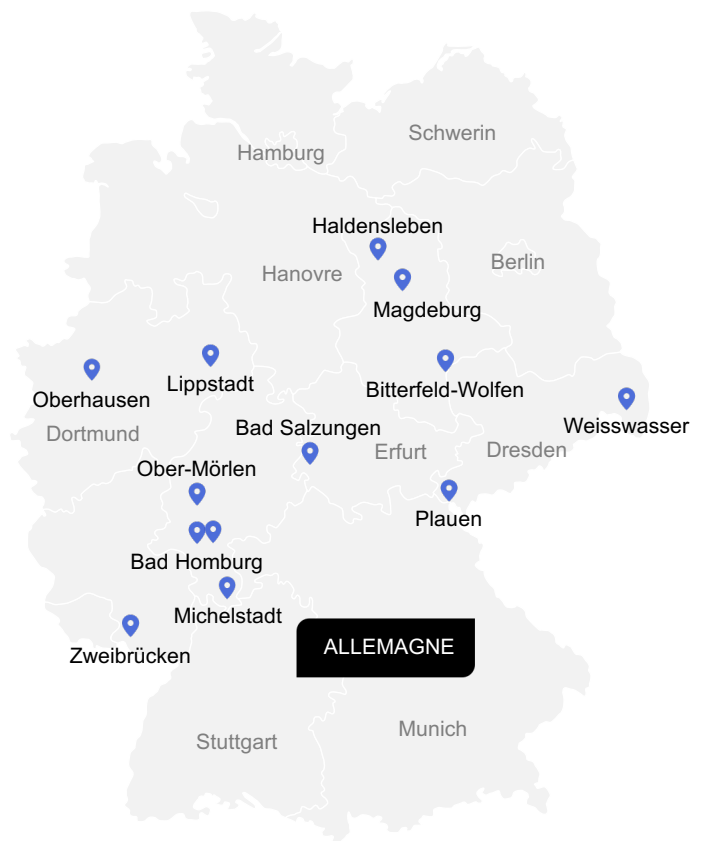 Schwerin
Hamburg
Haldensleben
Berlin
Hanovre
Magdeburg
Lippstadt
Bitterfeld-Wolfen
Oberhausen
Weisswasser
Dortmund
Bad Salzungen
Erfurt
Dresden
Ober-Mörlen
Plauen
Bad Homburg
Michelstadt
ALLEMAGNE
Zweibrücken
Munich
Stuttgart